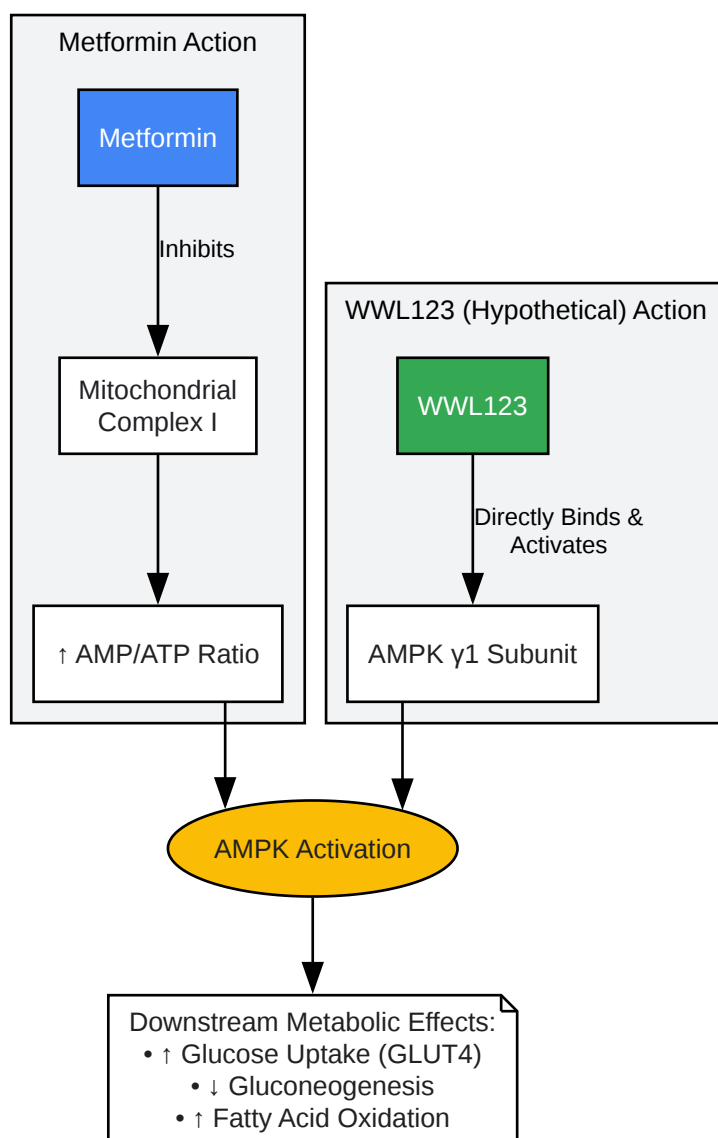 Metformin Action
Metformin
Inhibits
Mitochondrial
Complex I
↑ AMP/ATP Ratio
WWL123 (Hypothetical) Action
WWL123
Directly Binds &
Activates
AMPK γ1 Subunit
AMPK Activation
Downstream Metabolic Effects:
• ↑ Glucose Uptake (GLUT4)
• ↓ Gluconeogenesis
• ↑ Fatty Acid Oxidation